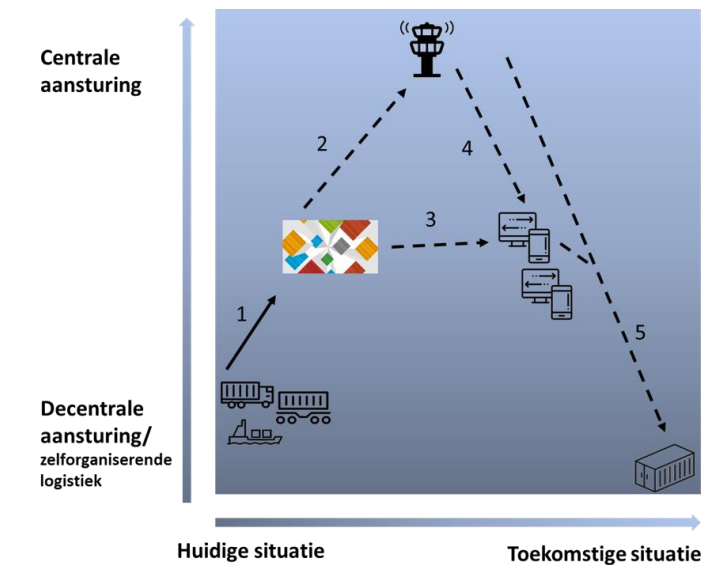 Centrale
aansturing
2
4
3
1
5
Decentrale
aansturing/
zelforganiserende
logistiek
Huidige situatie
Toekomstige situatie